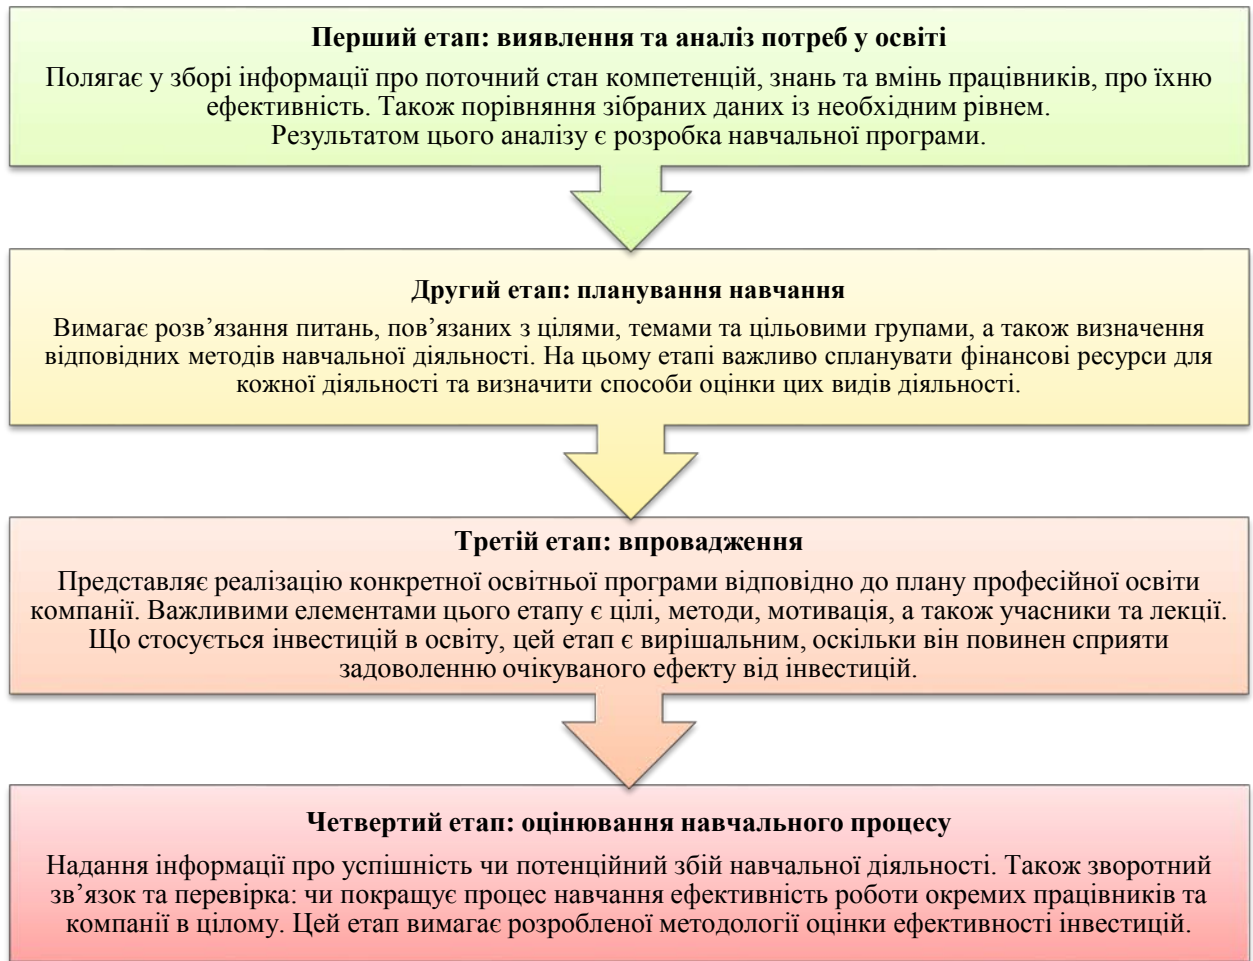 Перший етап: виявлення та аналіз потреб у освіті
Полягає у зборі інформації про поточний стан компетенцій, знань та вмінь працівників, про їхню
ефективність. Також порівняння зібраних даних із необхідним рівнем.
Результатом цього аналізу є розробка навчальної програми.
Другий етап: планування навчання
Вимагає розв’язання питань, пов’язаних з цілями, темами та цільовими групами, а також визначення
відповідних методів навчальної діяльності. На цьому етапі важливо спланувати фінансові ресурси для
кожної діяльності та визначити способи оцінки цих видів діяльності.
Третій етап: впровадження
Представляє реалізацію конкретної освітньої програми відповідно до плану професійної освіти
компанії. Важливими елементами цього етапу є цілі, методи, мотивація, а також учасники та лекції.
Що стосується інвестицій в освіту, цей етап є вирішальним, оскільки він повинен сприяти
задоволенню очікуваного ефекту від інвестицій.
Четвертий етап: оцінювання навчального процесу
Надання інформації про успішність чи потенційний збій навчальної діяльності. Також зворотний
зв’язок та перевірка: чи покращує процес навчання ефективність роботи окремих працівників та
компанії в цілому. Цей етап вимагає розробленої методології оцінки ефективності інвестицій.